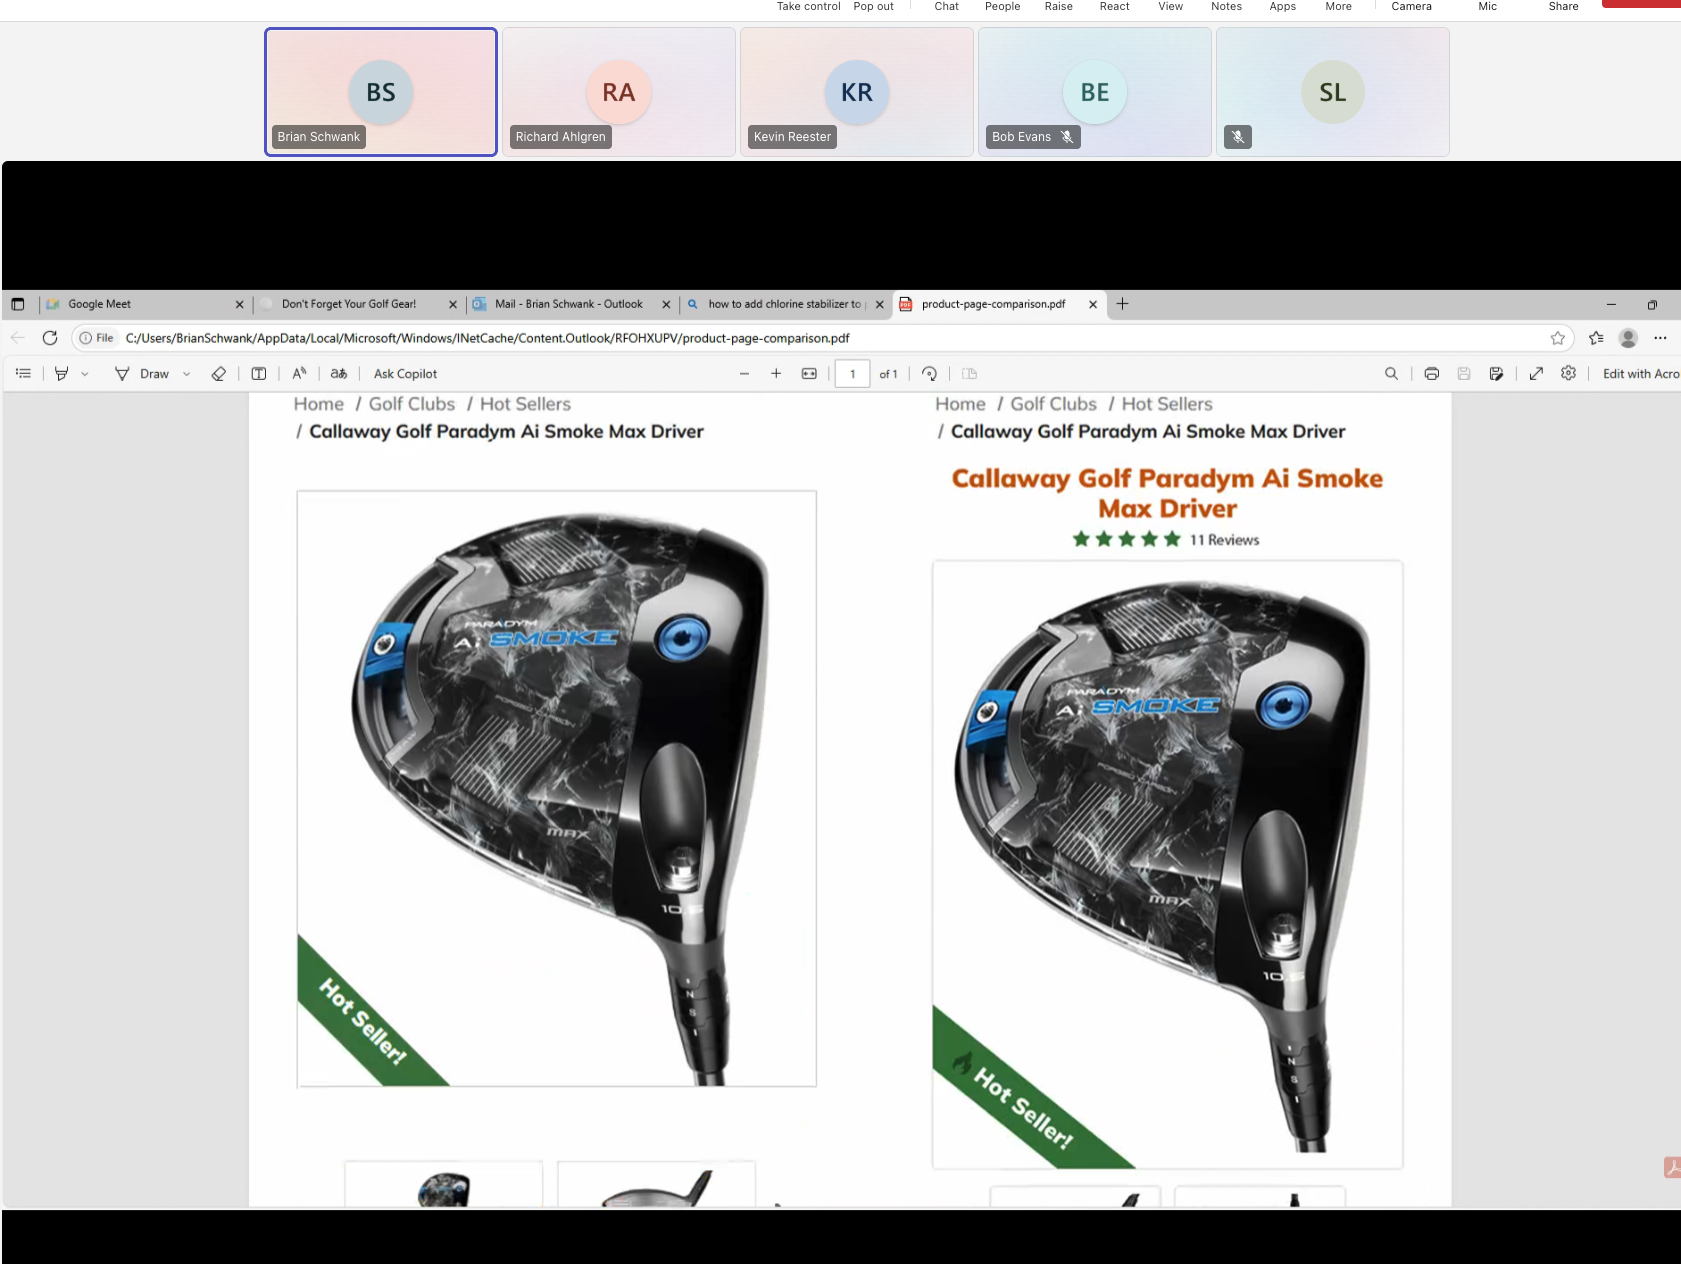 Take control Pop out Chat People Raise React View Notes Apps More Camera Mic Share
BS RA KR BE SL
Brian Schwank Richard Ahlgren Kevin Reester Bob Evans
Google Meet Don't Forget Your Golf Gear! Mail - Brian Schwank - Outlook how to add chlorine stabilizer to product-page-comparison.pdf
File C:/Users/BrianSchwank/AppData/Local/Microsoft/Windows/INetCache/Content.Outlook/RFOHXUPV/product-page-comparison.pdf
Draw Ask Copilot 1 of 1 Edit with Acro
Home / Golf Clubs / Hot Sellers
/ Callaway Golf Paradym Ai Smoke Max Driver
PARADYM
Ai SMOKE
FORGED CARBON
MAX
10.5
N
S
Hot Seller!
Home / Golf Clubs / Hot Sellers
/ Callaway Golf Paradym Ai Smoke Max Driver
Callaway Golf Paradym Ai Smoke
Max Driver
11 Reviews
PARADYM
Ai SMOKE
FORGED CARBON
MAX
10.5
N
S
Hot Seller!